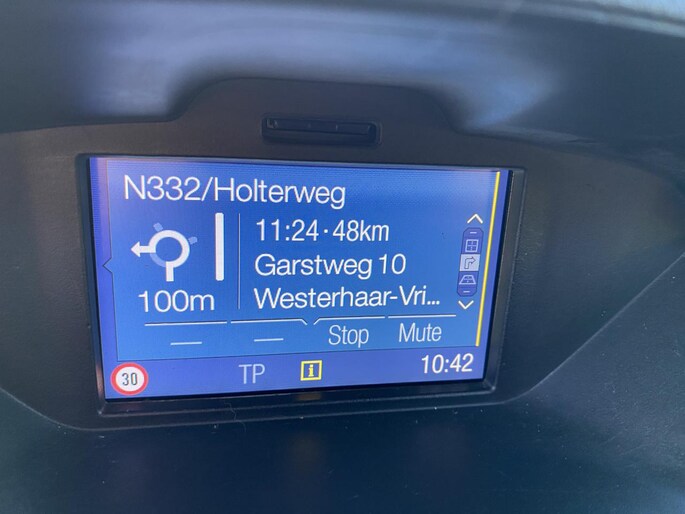 N332/Holterweg
11:24·48km
Garstweg 10
100m
Westerhaar-Vri...
Stop
Mute
30
TP
i
10:42